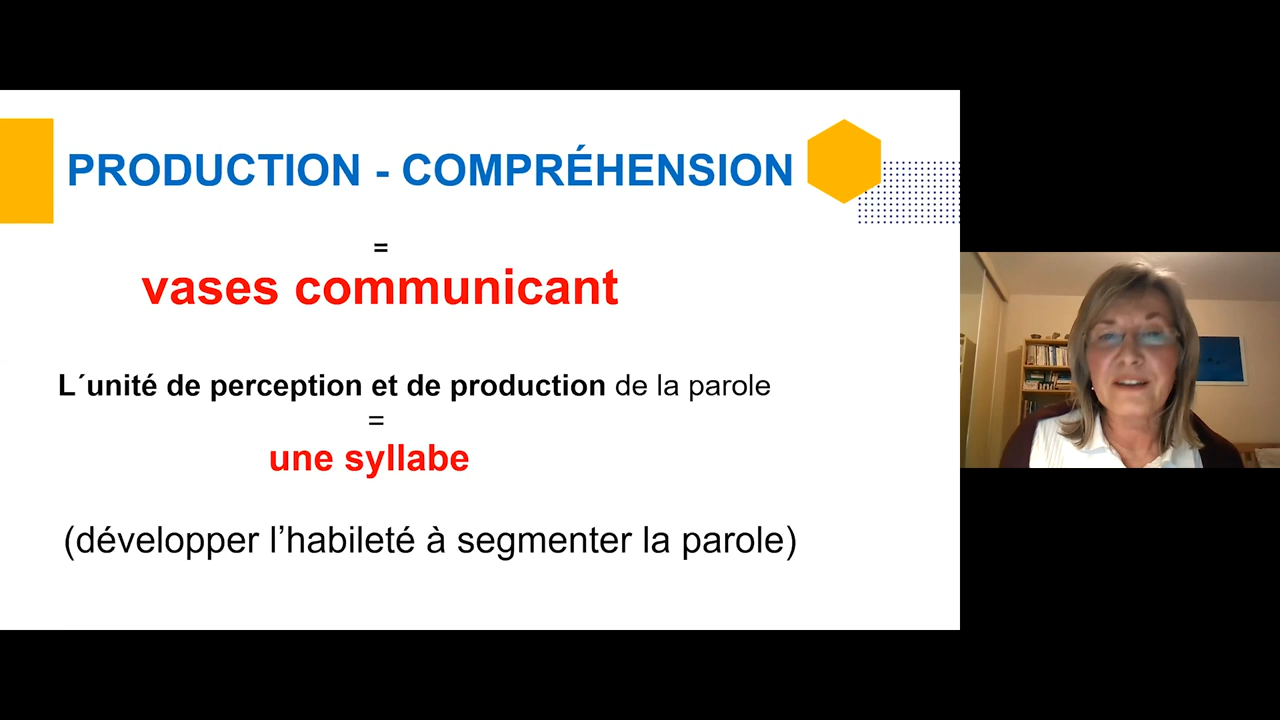 PRODUCTION - COMPRÉHENSION
=
vases communicant
L´unité de perception et de production de la parole
=
une syllabe
(développer l’habileté à segmenter la parole)